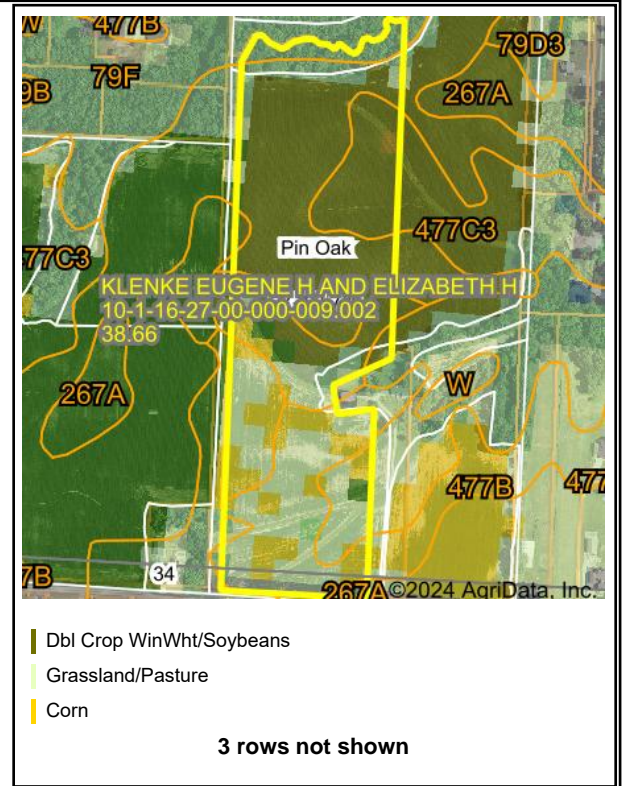 W
477B
79D3
79F
9B
267A
77C3
477C3
Pin Oak
KLENKE EUGENE.H.AND ELIZABETH.H
10-1-16-27-00-000-009.002
38.66
267A
W
477B
477
7B
34
267A
©2024 AgriData, Inc.
Dbl Crop WinWht/Soybeans
Grassland/Pasture
Corn
3 rows not shown